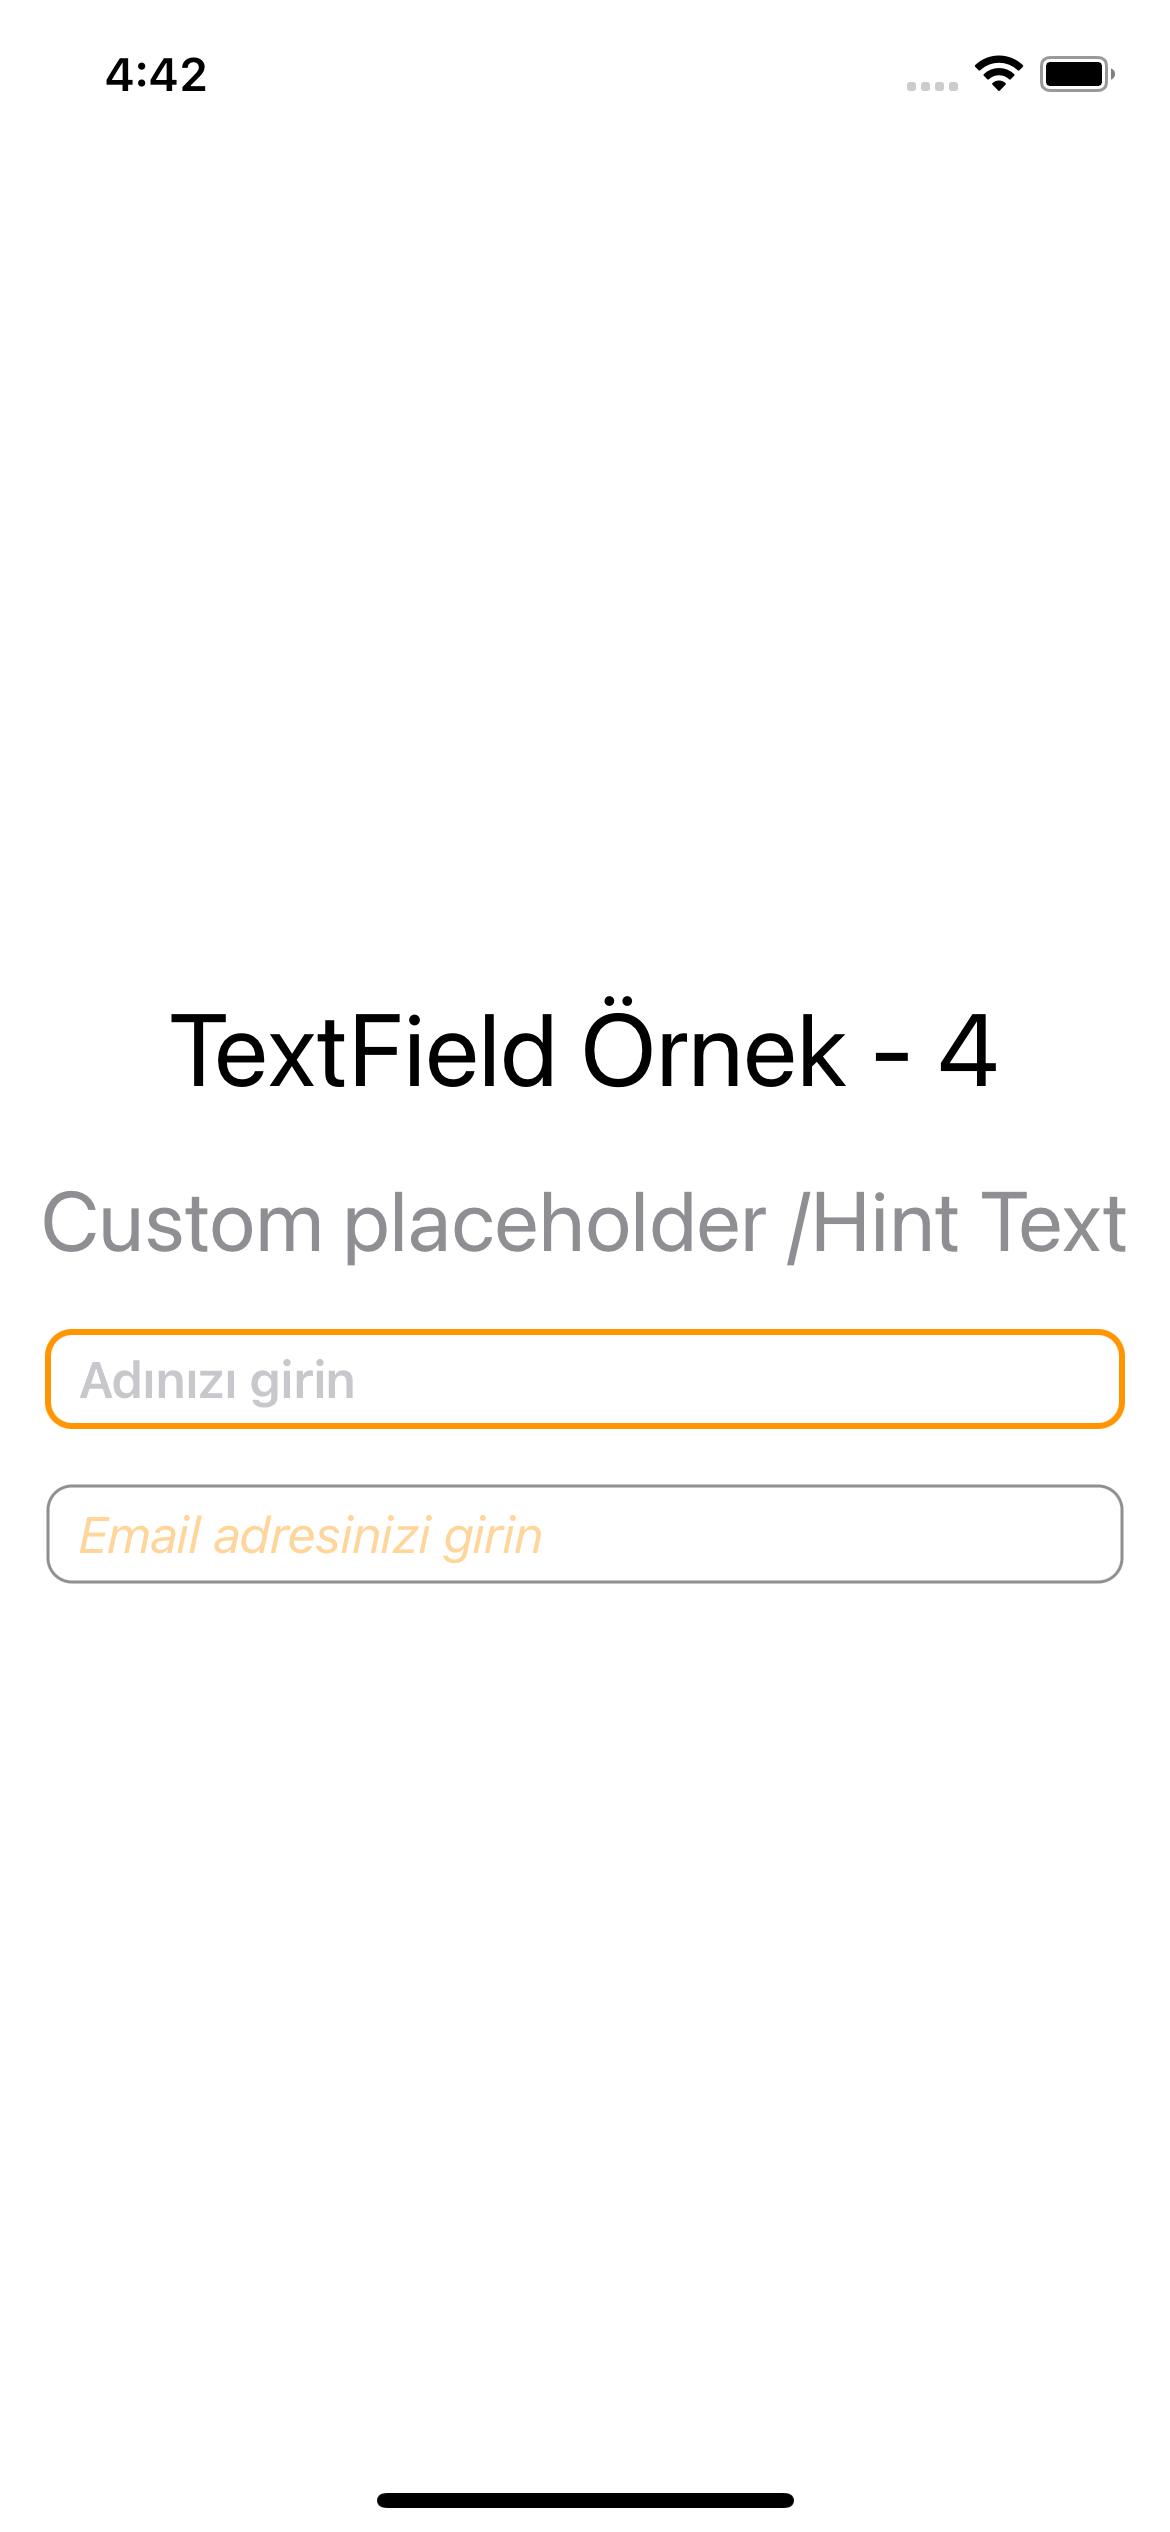 4:42
TextField Örnek - 4
Custom placeholder /Hint Text
Adınızı girin
Email adresinizi girin